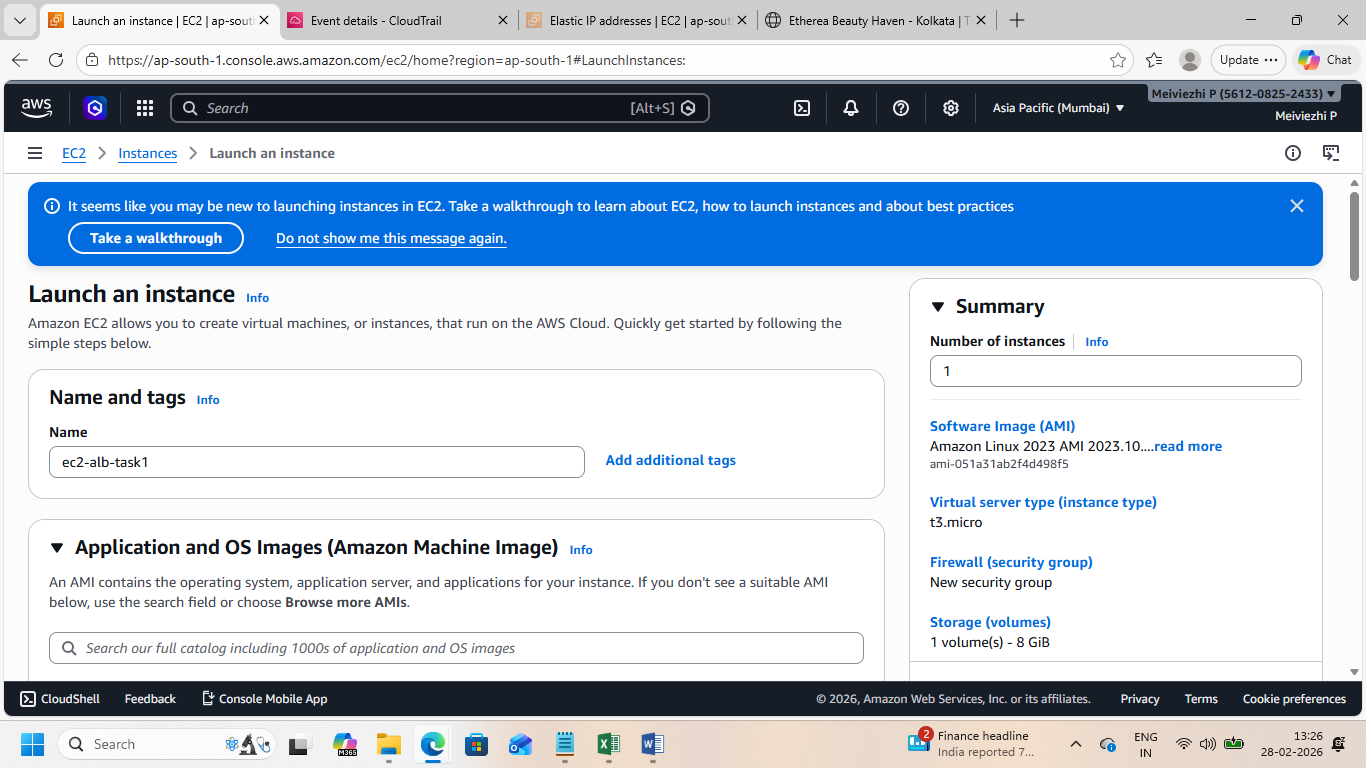 Launch an instance | EC2 | ap-sout
Event details - CloudTrail
Elastic IP addresses | EC2 | ap-sout
Etherea Beauty Haven - Kolkata | T
https://ap-south-1.console.aws.amazon.com/ec2/home?region=ap-south-1#LaunchInstances:
Update
Chat
aws
Search
[Alt+S]
Asia Pacific (Mumbai)
Meiviezhi P (5612-0825-2433)
Meiviezhi P
EC2 > Instances > Launch an instance
It seems like you may be new to launching instances in EC2. Take a walkthrough to learn about EC2, how to launch instances and about best practices
Take a walkthrough
Do not show me this message again.
Launch an instance Info
Amazon EC2 allows you to create virtual machines, or instances, that run on the AWS Cloud. Quickly get started by following the
simple steps below.
Name and tags Info
Name
ec2-alb-task1
Add additional tags
Application and OS Images (Amazon Machine Image) Info
An AMI contains the operating system, application server, and applications for your instance. If you don't see a suitable AMI
below, use the search field or choose Browse more AMIs.
Search our full catalog including 1000s of application and OS images
Summary
Number of instances Info
1
Software Image (AMI)
Amazon Linux 2023 AMI 2023.10....read more
ami-051a31ab2f4d498f5
Virtual server type (instance type)
t3.micro
Firewall (security group)
New security group
Storage (volumes)
1 volume(s) - 8 GiB
CloudShell
Feedback
Console Mobile App
© 2026, Amazon Web Services, Inc. or its affiliates.
Privacy
Terms
Cookie preferences
Search
M365
2
Finance headline
India reported 7...
ENG
IN
13:26
28-02-2026